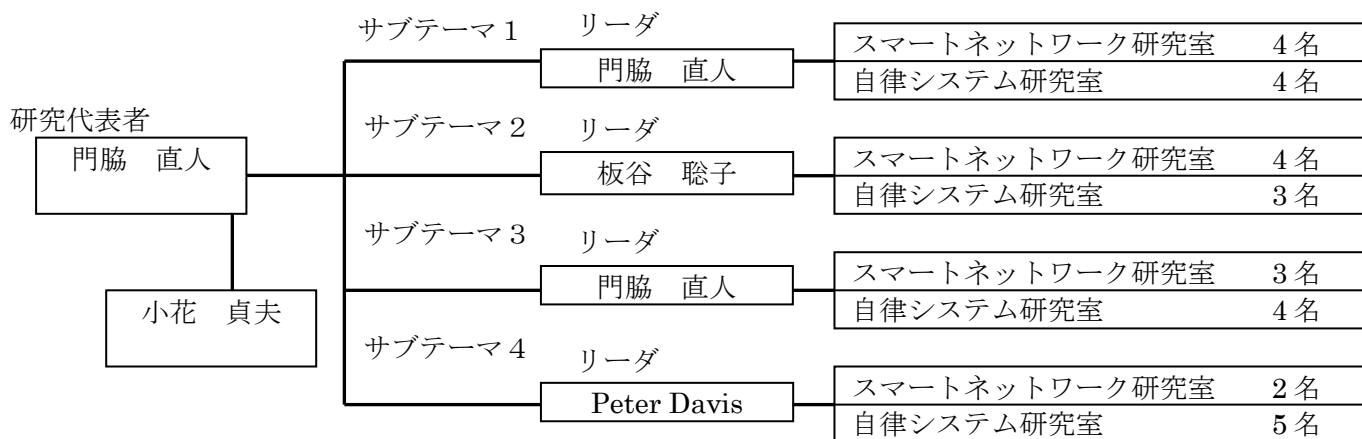 サブテーマ１
リーダ
門脇　直人
スマートネットワーク研究室　4 名
自律システム研究室　4 名
研究代表者
門脇　直人
小花　貞夫
サブテーマ２
リーダ
板谷　聡子
スマートネットワーク研究室　4 名
自律システム研究室　3 名
サブテーマ３
リーダ
門脇　直人
スマートネットワーク研究室　3 名
自律システム研究室　4 名
サブテーマ４
リーダ
Peter Davis
スマートネットワーク研究室　2 名
自律システム研究室　5 名